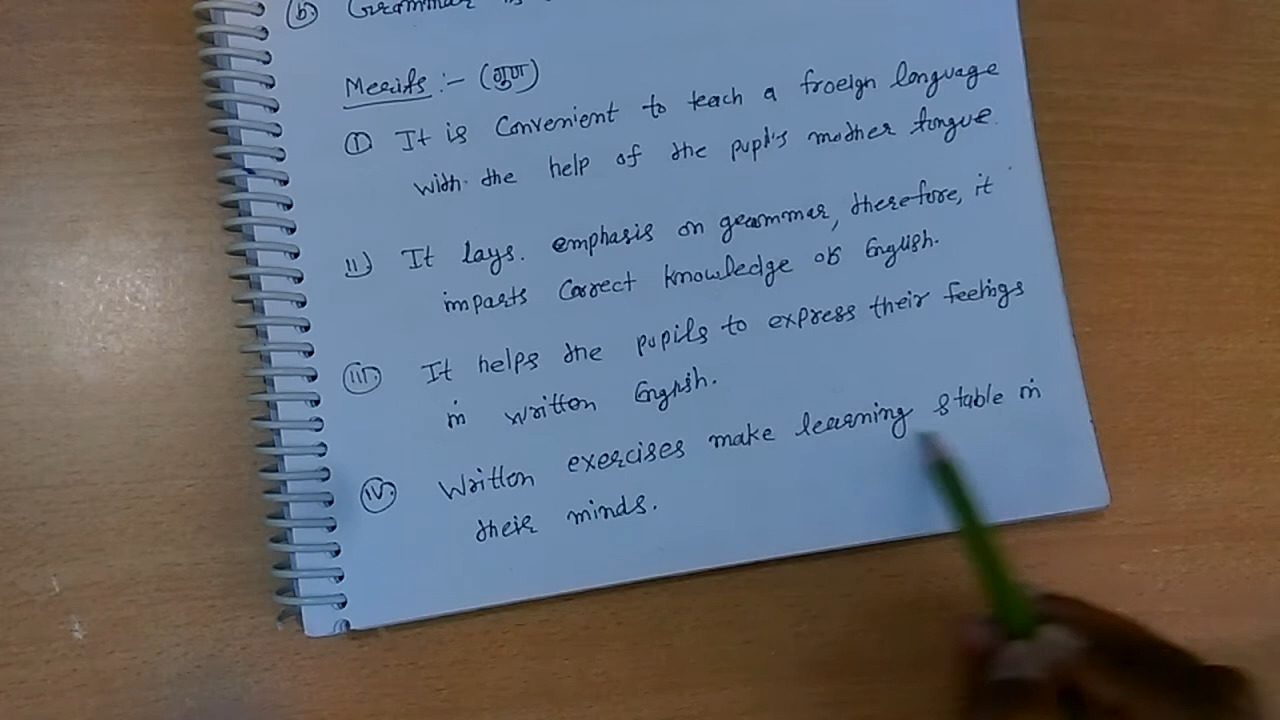 (b) Grammar is
Merits :- (गुण)
(I) It is convenient to teach a froeign language
with the help of the pupil's mother tongue.
II) It lays. emphasis on grammar, therefore, it
imparts correct knowledge of English.
(III) It helps the pupils to express their feelings
in written English.
(IV) Written exercises make learning stable in
their minds.